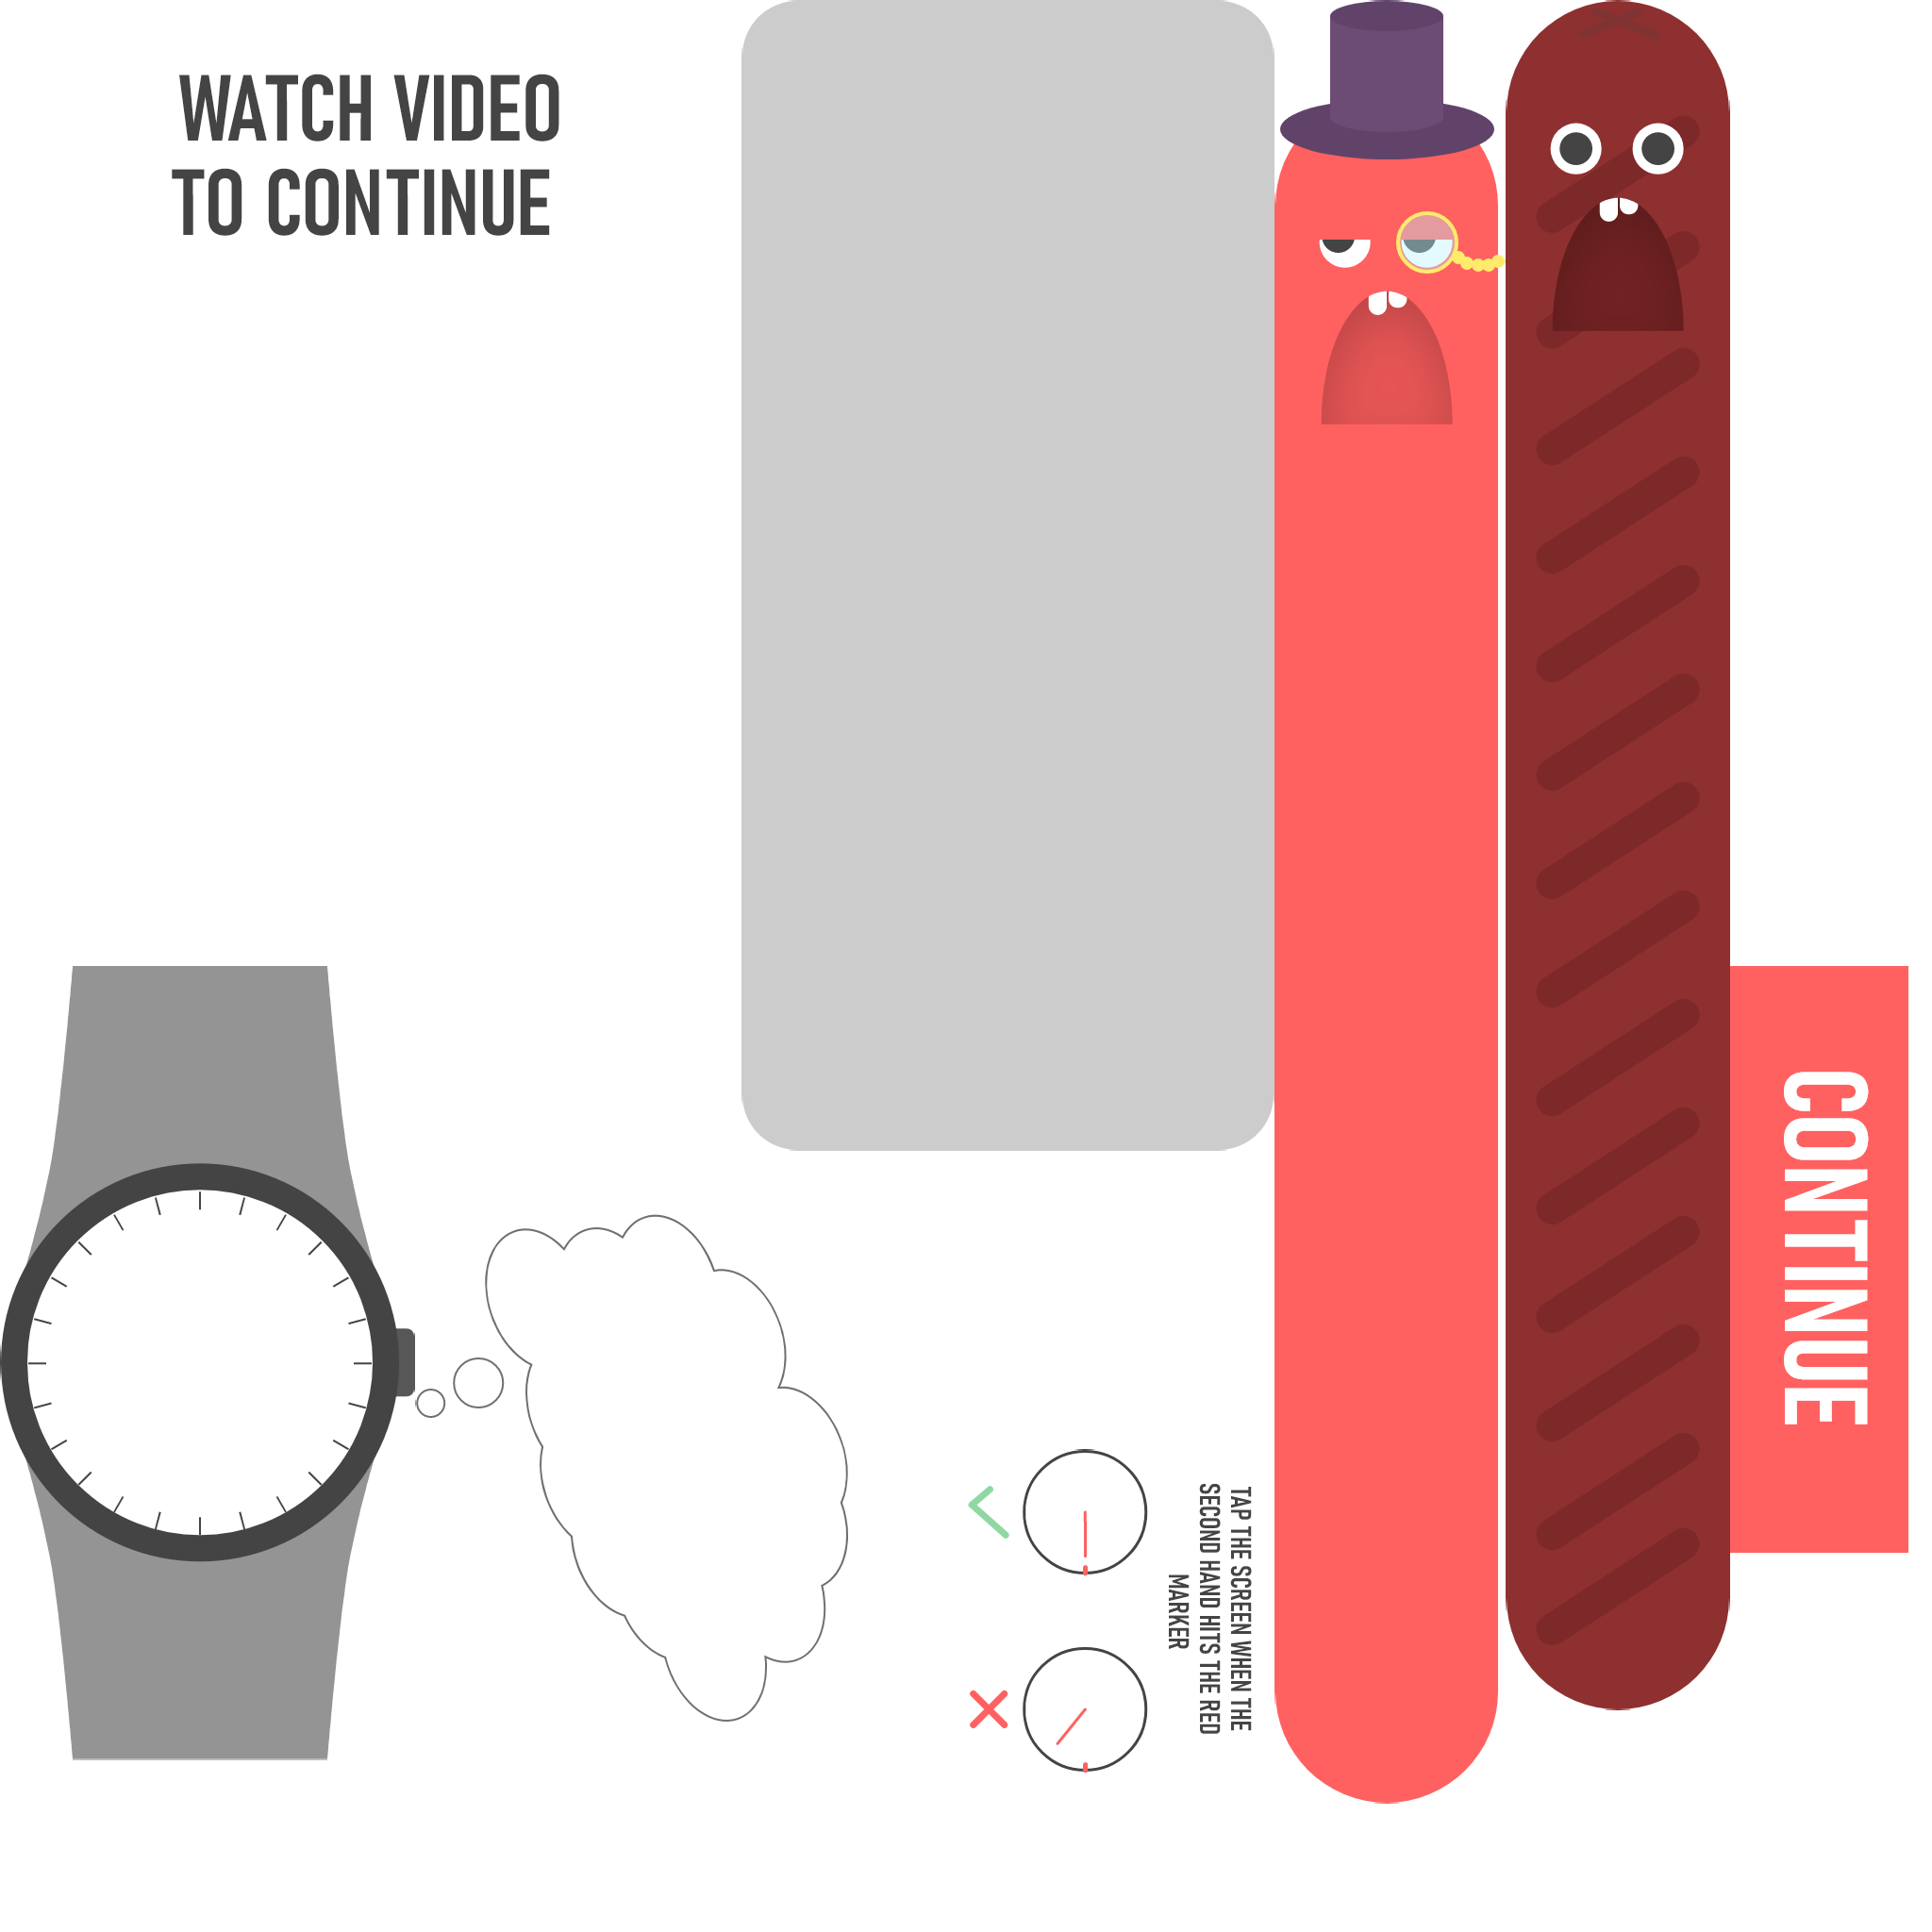 WATCH VIDEO
TO CONTINUE
CONTINUE
TAP THE SCREEN WHEN THE
SECOND HAND HITS THE RED
MARKER